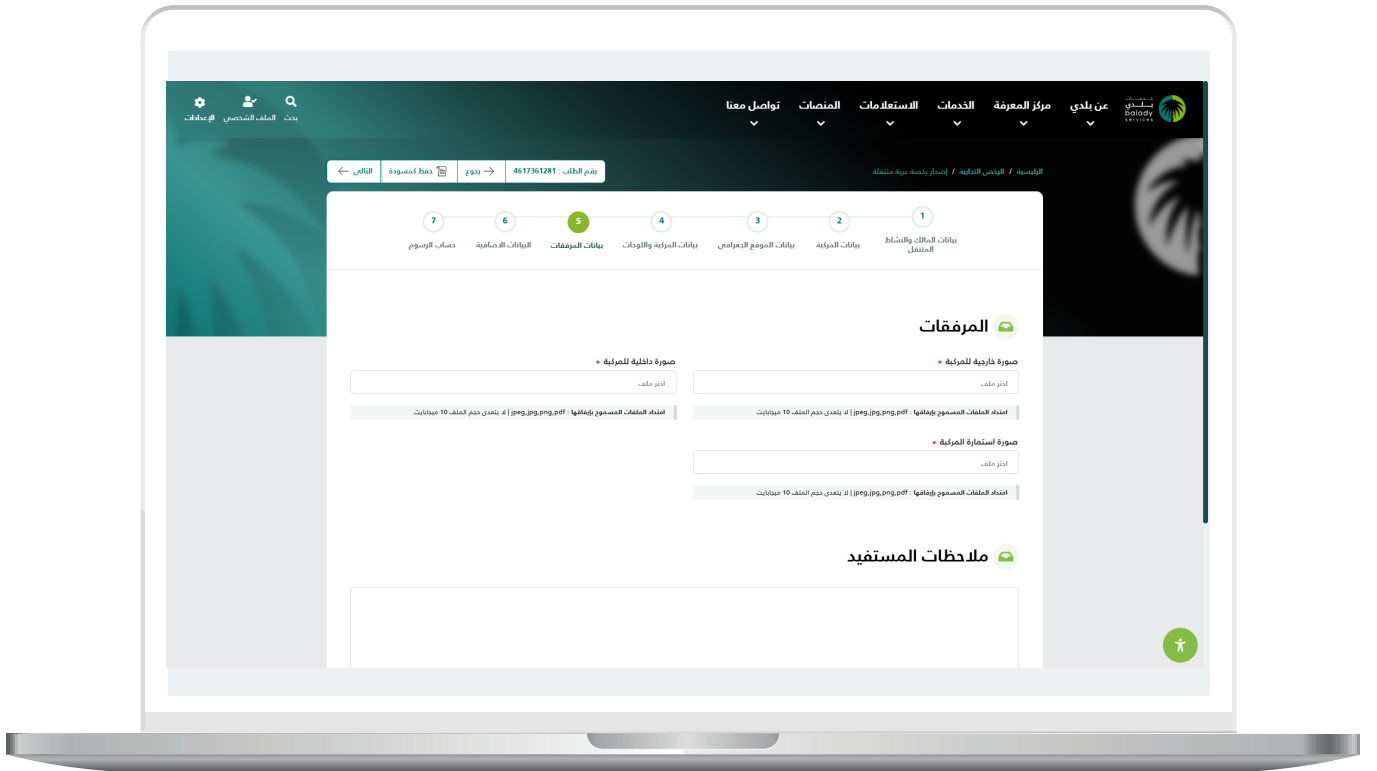 خدمات
بلدي
balady
services
عن بلدي
مركز المعرفة
الخدمات
الاستعلامات
المنصات
تواصل معنا
بحث
الملف الشخصي
الإعدادات
الرئيسية / الرخص التجارية / إصدار رخصة عربة متنقلة
رقم الطلب : 4617361281
رجوع
حفظ كمسودة
التالي
1
بيانات المالك والنشاط
المتنقل
2
بيانات المركبة
3
بيانات الموقع الجغرافي
4
بيانات المركبة واللوحات
5
بيانات المرفقات
6
البيانات الاضافية
7
حساب الرسوم
المرفقات
صورة خارجية للمركبة *
اختر ملف
امتداد الملفات المسموح بإرفاقها : jpeg,jpg,png,pdf | لا يتعدى حجم الملف 10 ميجابايت
صورة داخلية للمركبة *
اختر ملف
امتداد الملفات المسموح بإرفاقها : jpeg,jpg,png,pdf | لا يتعدى حجم الملف 10 ميجابايت
صورة استمارة المركبة *
اختر ملف
امتداد الملفات المسموح بإرفاقها : jpeg,jpg,png,pdf | لا يتعدى حجم الملف 10 ميجابايت
ملاحظات المستفيد